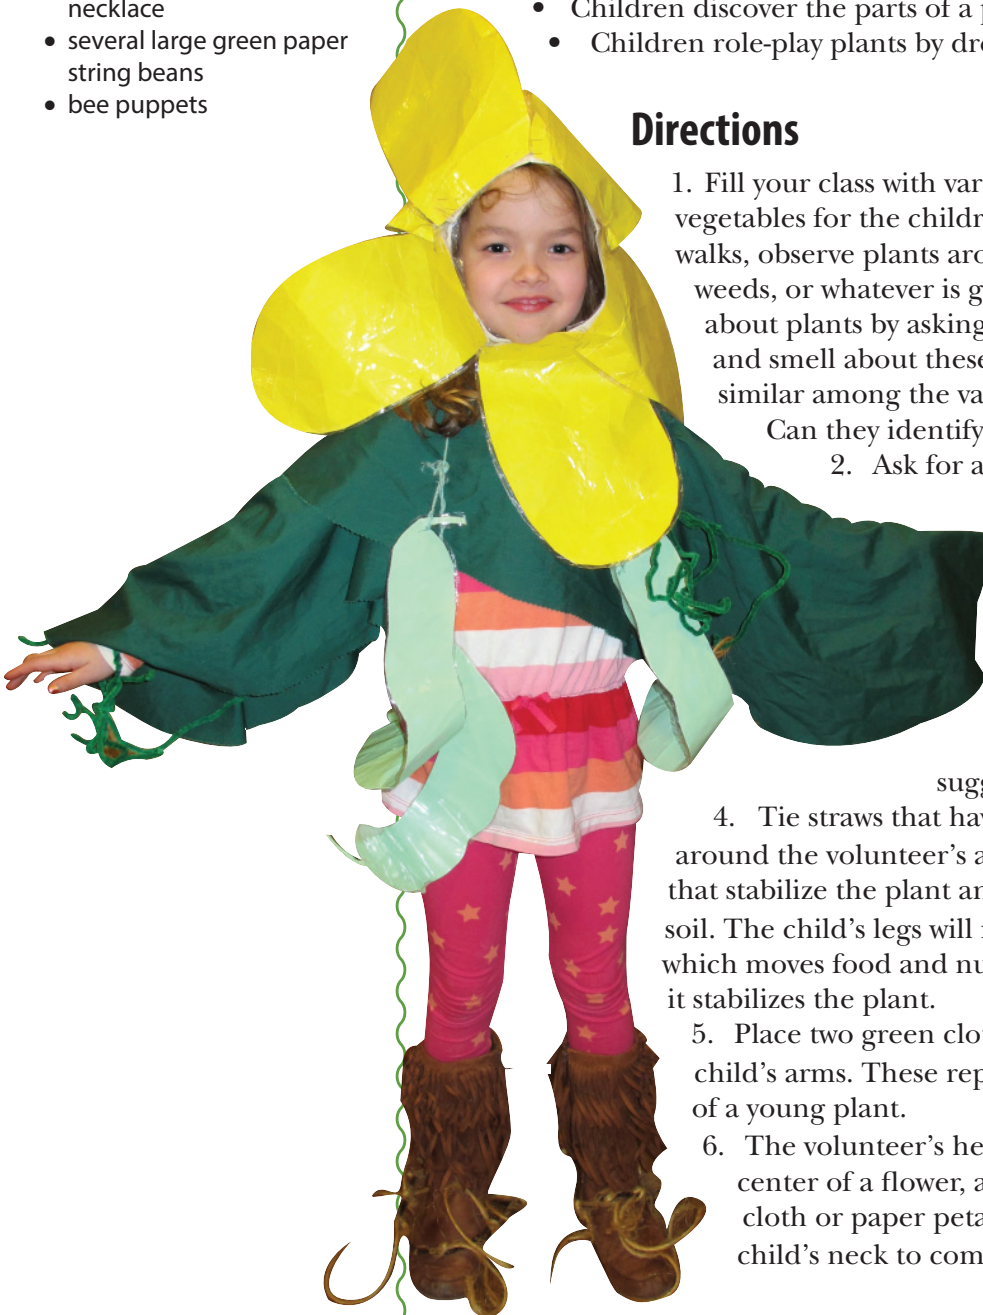 necklace
• several large green paper
string beans
• bee puppets
• Children discover the parts of a p
• Children role-play plants by dre
Directions
1. Fill your class with var
vegetables for the childr
walks, observe plants aro
weeds, or whatever is g
about plants by asking
and smell about these
similar among the va
Can they identify
2. Ask for a
sugg
4. Tie straws that hav
around the volunteer's a
that stabilize the plant an
soil. The child's legs will
which moves food and nu
it stabilizes the plant.
5. Place two green clo
child's arms. These rep
of a young plant.
6. The volunteer's he
center of a flower, a
cloth or paper peta
child's neck to com